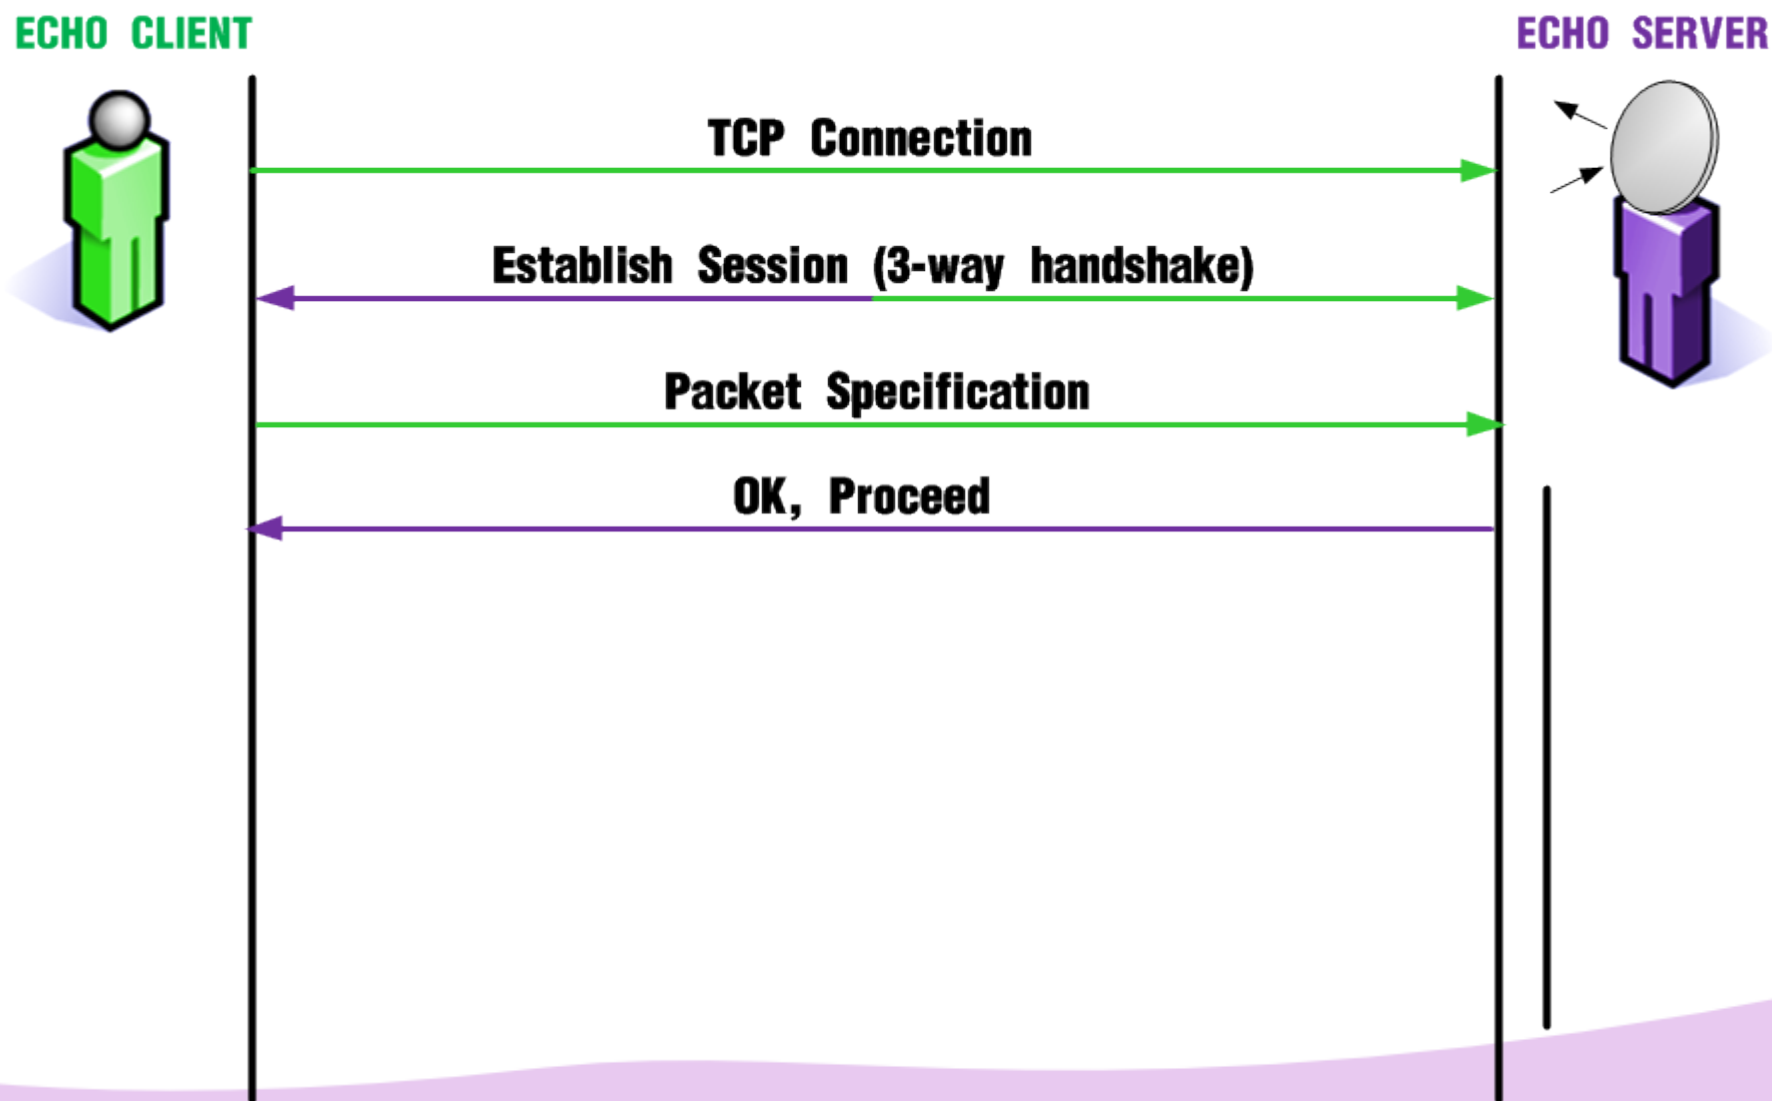 ECHO CLIENT
ECHO SERVER
TCP Connection
Establish Session (3-way handshake)
Packet Specification
OK, Proceed